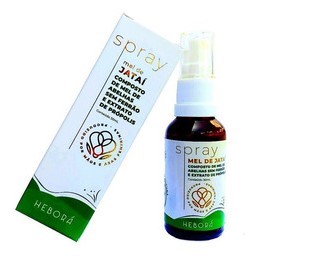 spray
mel de
JATAÍ
COMPOSTO
DE MEL DE
ABELHAS
SEM FERRÃO
E EXTRATO
DE PRÓPOLIS
HEBORÁ
spray
MEL DE JATAÍ
COMPOSTO DE MEL DE
ABELHAS SEM FERRÃO
E EXTRATO DE PRÓPOLIS
HEBORÁ